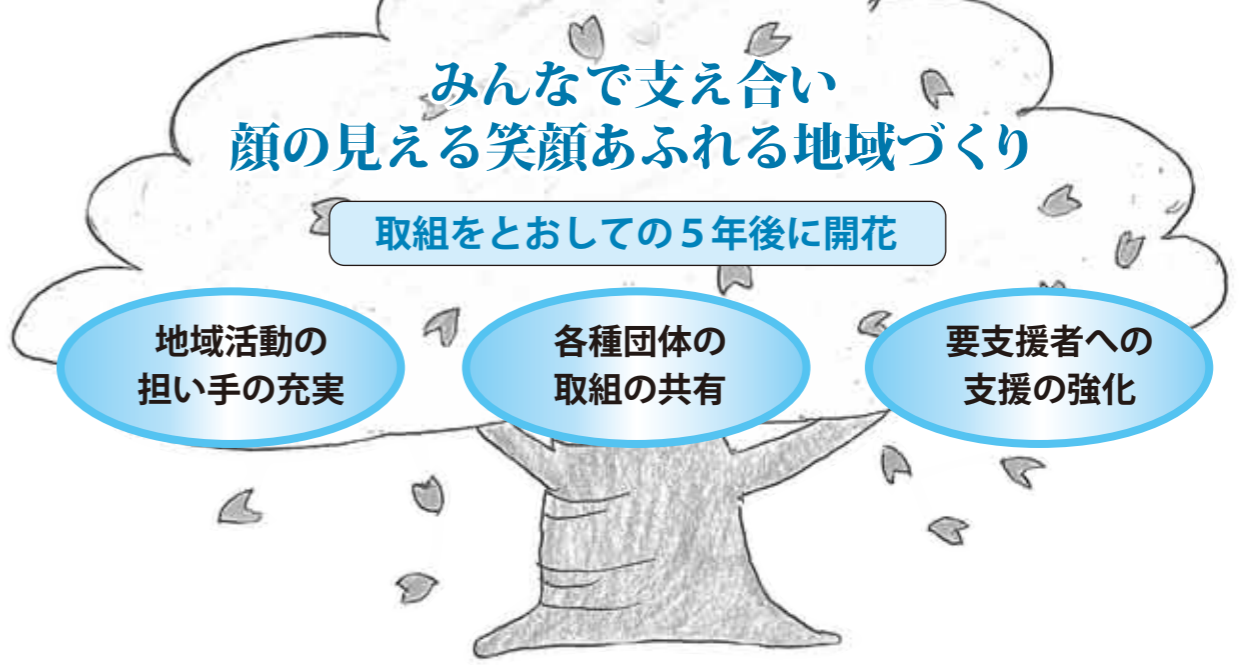 みんなで支え合い
顔の見える笑顔あふれる地域づくり
取組をとおしての５年後に開花
地域活動の
担い手の充実
各種団体の
取組の共有
要支援者への
支援の強化